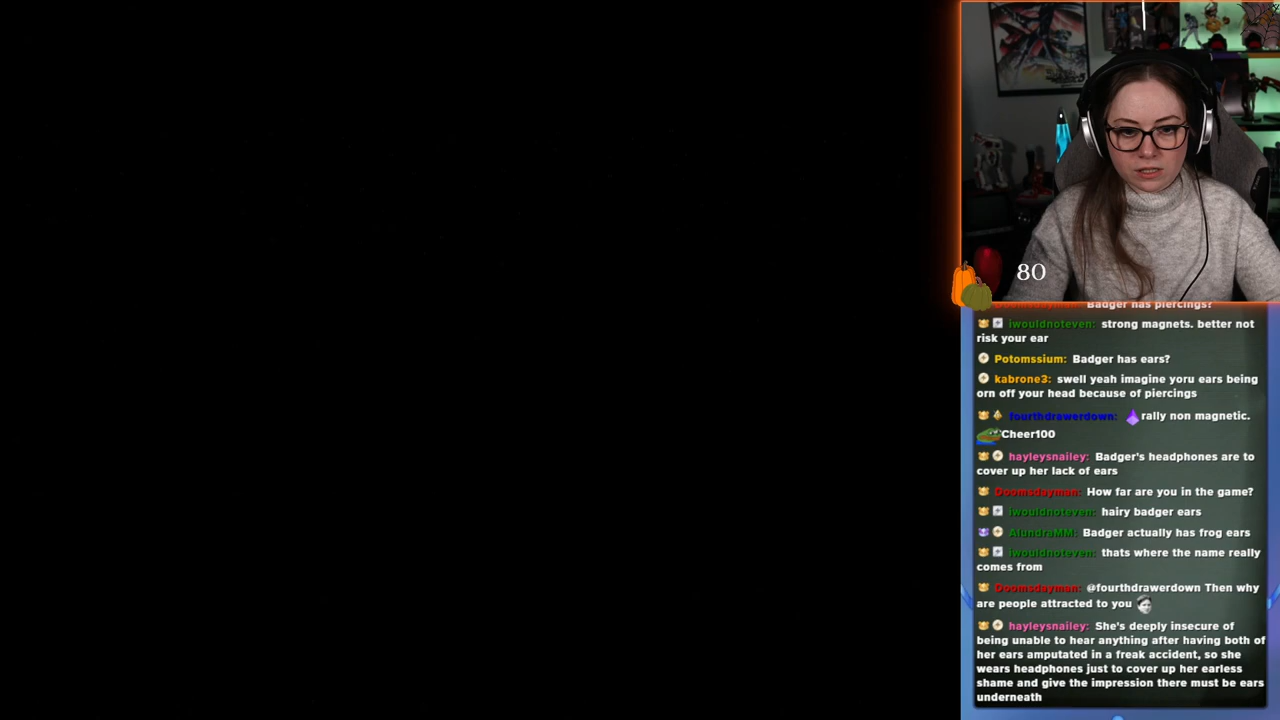 80
Doomsdayman: Badger has piercings?
iwouldnoteven: strong magnets. better not
risk your ear
Potomssium: Badger has ears?
kabrone3: swell yeah imagine yoru ears being
orn off your head because of piercings
fourthdrawerdown: rally non magnetic.
Cheer100
hayleysnailey: Badger's headphones are to
cover up her lack of ears
Doomsdayman: How far are you in the game?
iwouldnoteven: hairy badger ears
AlundraMM: Badger actually has frog ears
iwouldnoteven: thats where the name really
comes from
Doomsdayman: @fourthdrawerdown Then why
are people attracted to you
hayleysnailey: She's deeply insecure of
being unable to hear anything after having both of
her ears amputated in a freak accident, so she
wears headphones just to cover up her earless
shame and give the impression there must be ears
underneath